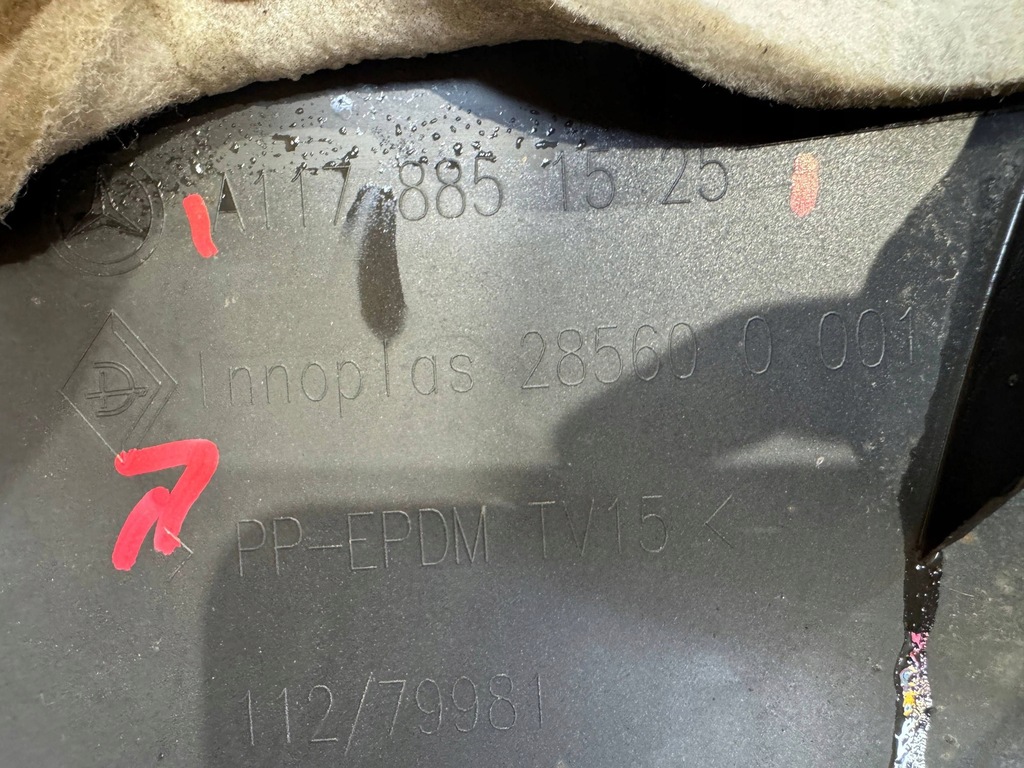 A117 885 15 25
Innoplas 28560 0 001
> PP-EPDM TV15 <
112/79981